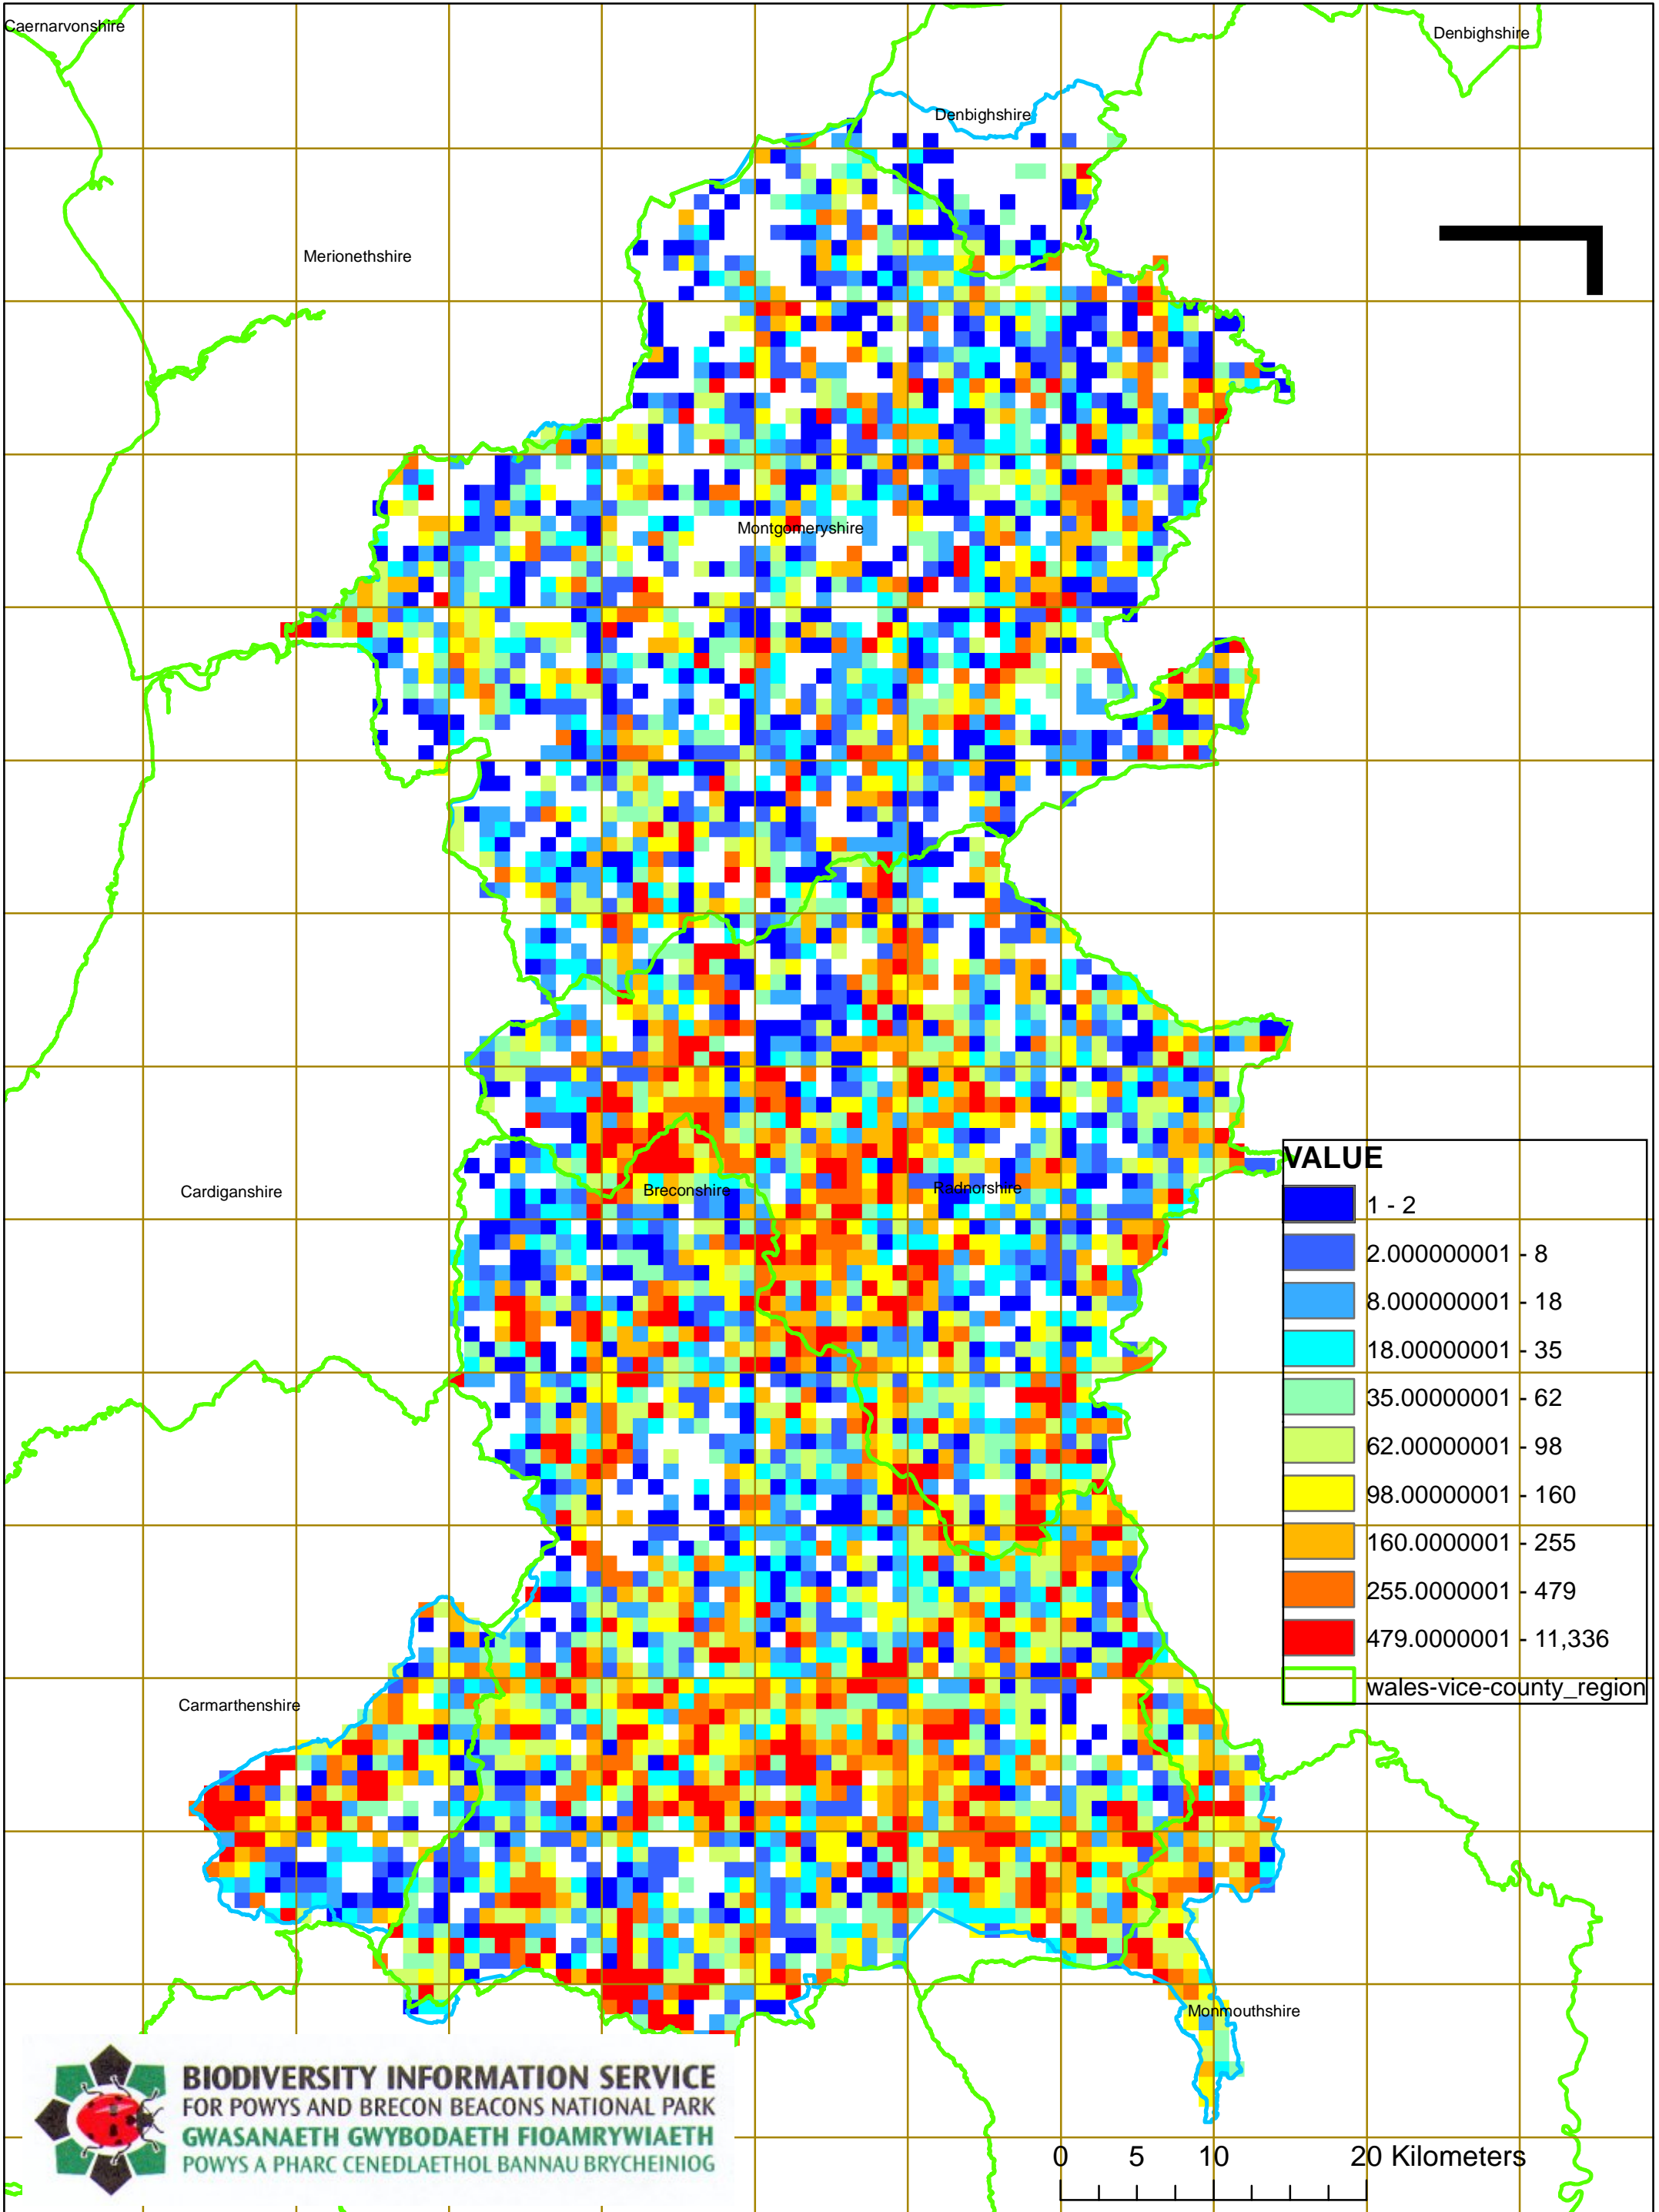 Caernarvonshire
Denbighshire
Denbighshire
Merionethshire
Montgomeryshire
Cardiganshire
Breconshire
Radnorshire
VALUE
1 - 2
2.000000001 - 8
8.000000001 - 18
18.00000001 - 35
35.00000001 - 62
62.00000001 - 98
98.00000001 - 160
160.0000001 - 255
255.0000001 - 479
479.0000001 - 11,336
wales-vice-county_region
Carmarthenshire
Monmouthshire
BIODIVERSITY INFORMATION SERVICE
FOR POWYS AND BRECON BEACONS NATIONAL PARK
GWASANAETH GWYBODAETH FIOAMRYWIAETH
POWYS A PHARC CENEDLAETHOL BANNAU BRYCHEINIOG
0 5 10 20 Kilometers